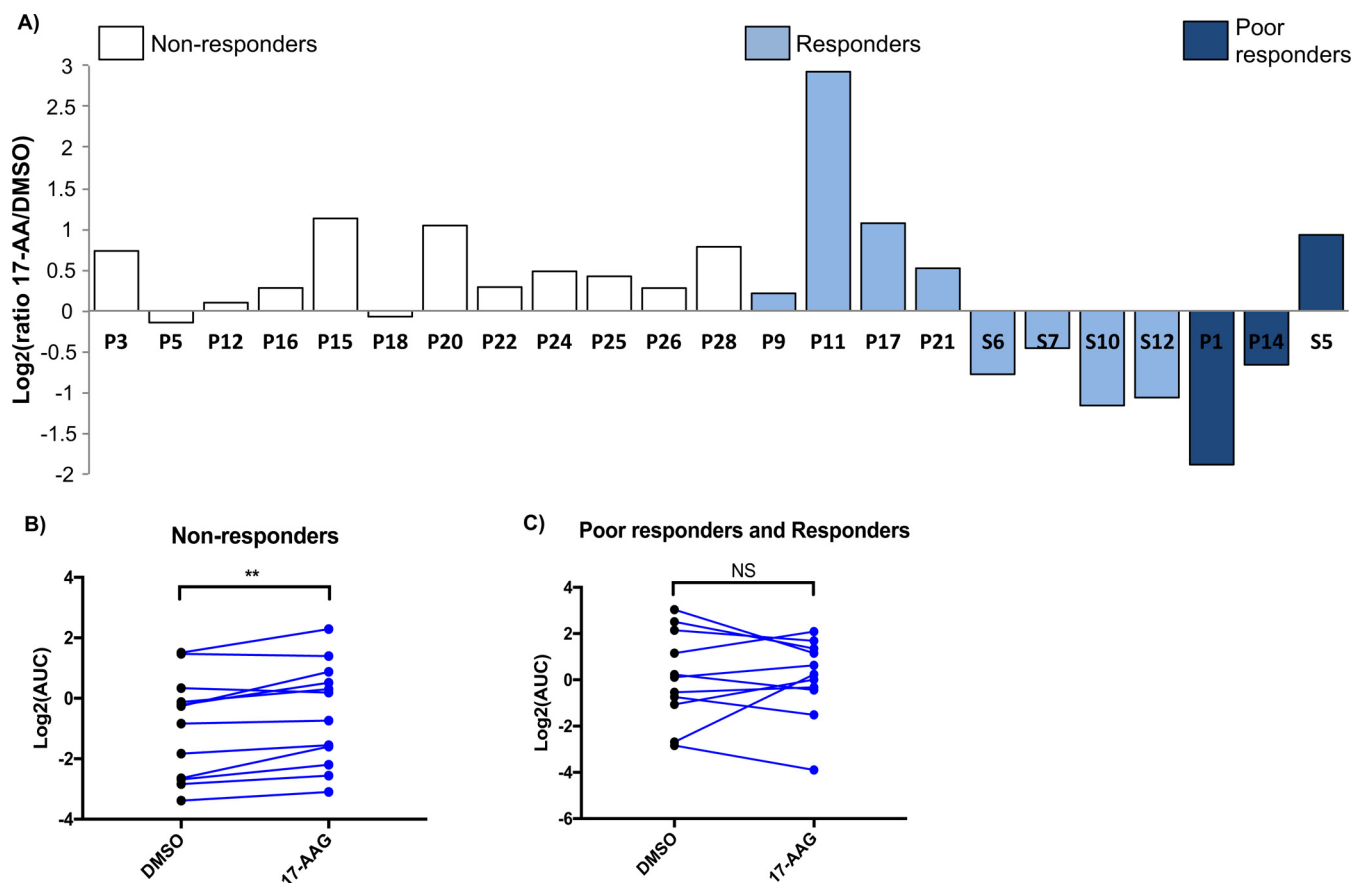 A)
Non-responders
Responders
Poor
responders
Log2(ratio 17-AA/DMSO)
3
2.5
2
1.5
1
0.5
0
-0.5
-1
-1.5
-2
P3 P5 P12 P16 P15 P18 P20 P22 P24 P25 P26 P28 P9 P11 P17 P21 S6 S7 S10 S12 P1 P14 S5
B)
Non-responders
**
Log2(AUC)
4
2
0
-2
-4
DMSO
17-AAG
C)
Poor responders and Responders
NS
Log2(AUC)
4
2
0
-2
-4
-6
DMSO
17-AAG